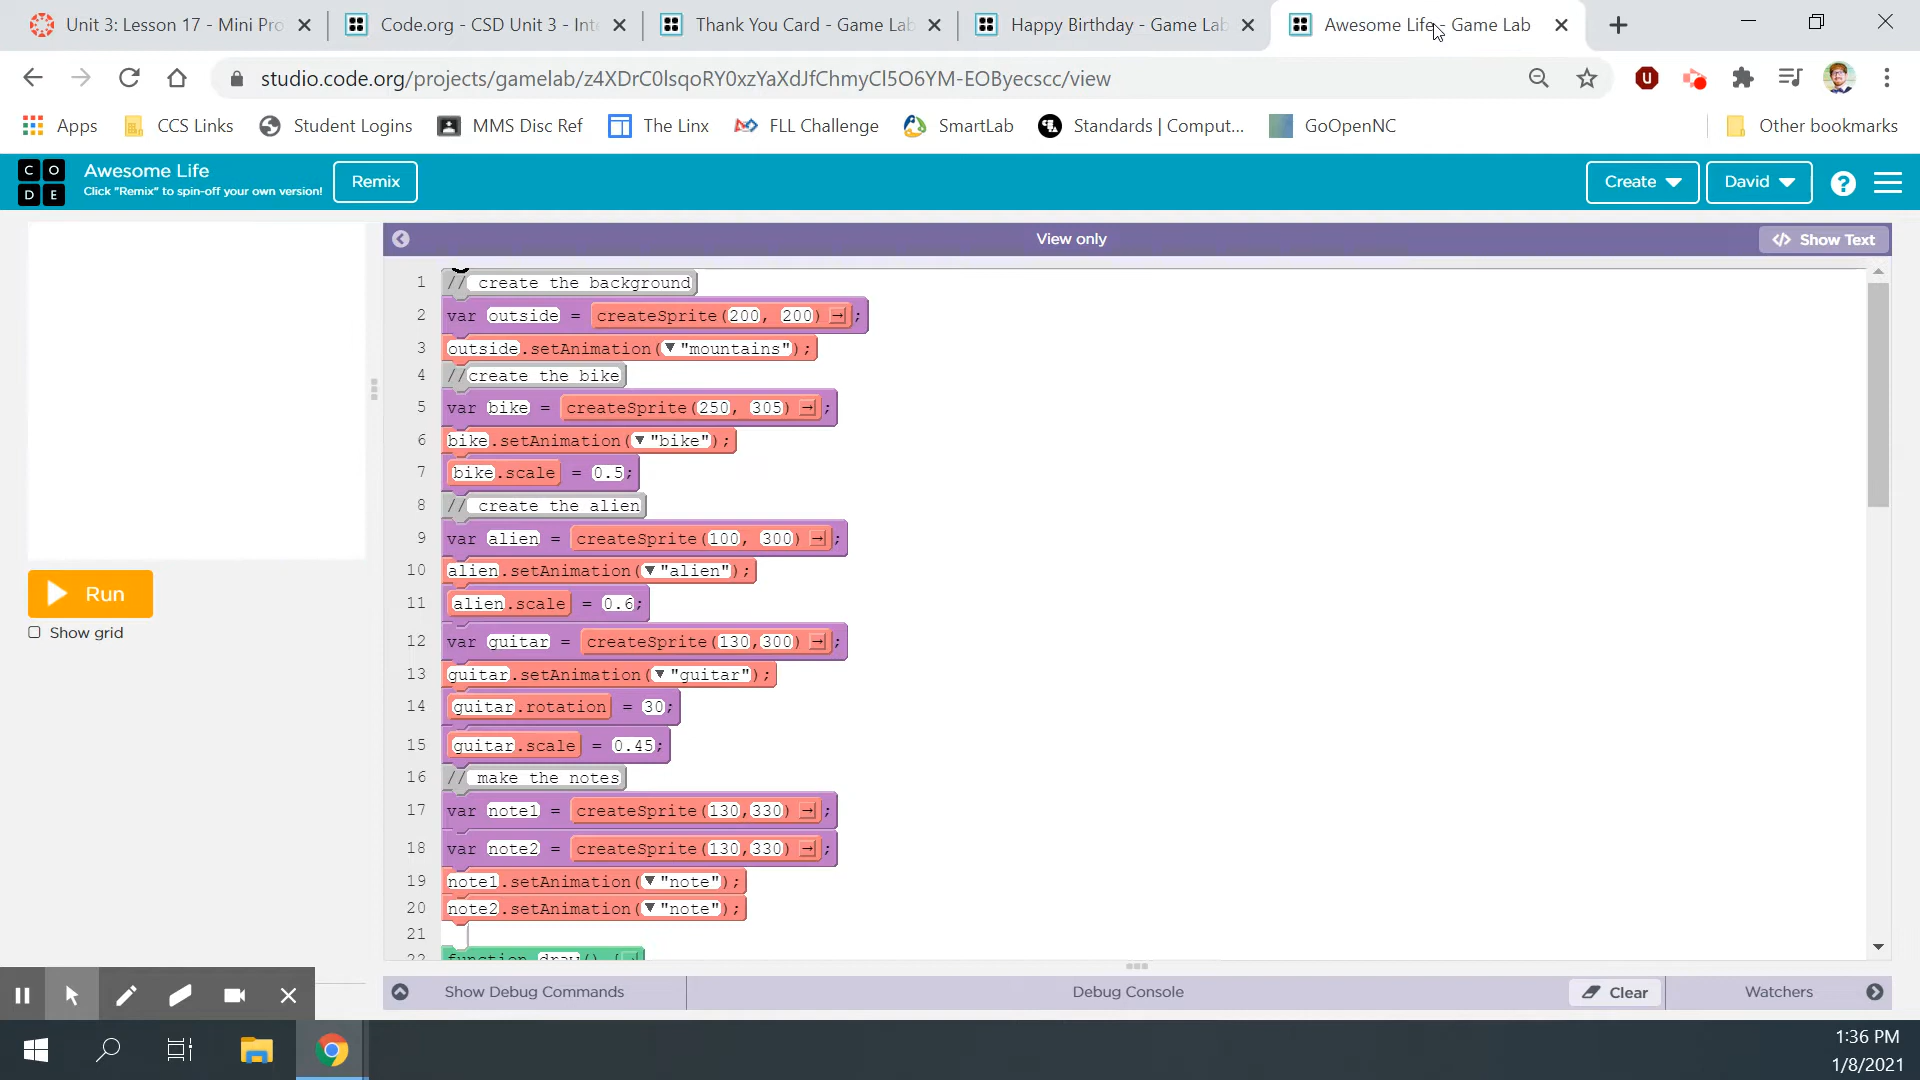 Unit 3: Lesson 17 - Mini Pro
Code.org - CSD Unit 3 - Int
Thank You Card - Game Lab
Happy Birthday - Game Lab
Awesome Life - Game Lab
studio.code.org/projects/gamelab/z4XDrC0lsqoRY0xzYaXdJfChmyCl5O6YM-EOByecscc/view
Apps
CCS Links
Student Logins
MMS Disc Ref
The Linx
FLL Challenge
SmartLab
Standards | Comput...
GoOpenNC
Other bookmarks
C O
D E
Awesome Life
Click "Remix" to spin-off your own version!
Remix
Create
David
?
View only
</> Show Text
1 // create the background
2 var outside = createSprite(200, 200);
3 outside.setAnimation(▼"mountains");
4 //create the bike
5 var bike = createSprite(250, 305);
6 bike.setAnimation(▼"bike");
7 bike.scale = 0.5;
8 // create the alien
9 var alien = createSprite(100, 300);
10 alien.setAnimation(▼"alien");
11 alien.scale = 0.6;
12 var guitar = createSprite(130,300);
13 guitar.setAnimation(▼"guitar");
14 guitar.rotation = 30;
15 guitar.scale = 0.45;
16 // make the notes
17 var note1 = createSprite(130,330);
18 var note2 = createSprite(130,330);
19 note1.setAnimation(▼"note");
20 note2.setAnimation(▼"note");
21
22 function draw() {
Run
Show grid
Show Debug Commands
Debug Console
Clear
Watchers
1:36 PM
1/8/2021